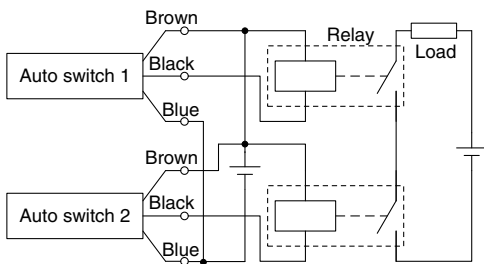 Brown
Relay
Load
Auto switch 1
Black
Blue
Brown
Auto switch 2
Black
Blue